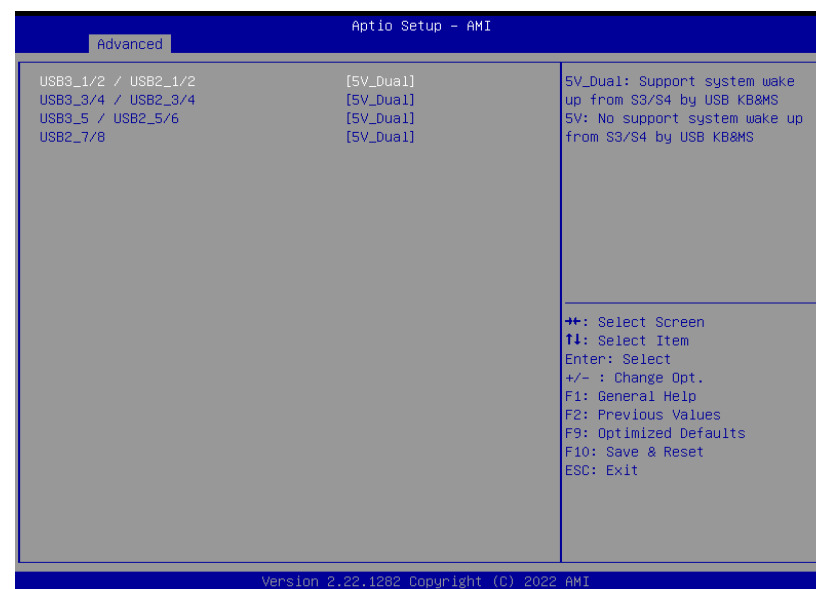 Aptio Setup – AMI
Advanced
USB3_1/2 / USB2_1/2 [5V_Dual]
USB3_3/4 / USB2_3/4 [5V_Dual]
USB3_5 / USB2_5/6 [5V_Dual]
USB2_7/8 [5V_Dual]
5V_Dual: Support system wake
up from S3/S4 by USB KB&MS
5V: No support system wake up
from S3/S4 by USB KB&MS
→←: Select Screen
↑↓: Select Item
Enter: Select
+/- : Change Opt.
F1: General Help
F2: Previous Values
F9: Optimized Defaults
F10: Save & Reset
ESC: Exit
Version 2.22.1282 Copyright (C) 2022 AMI